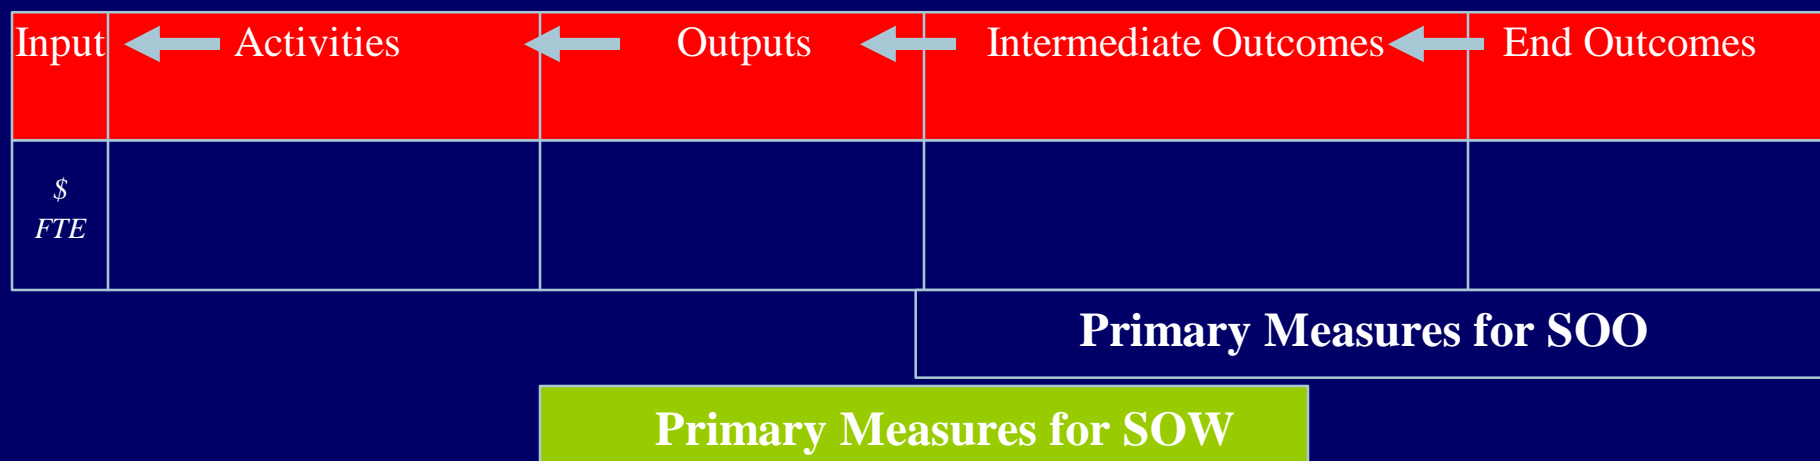 Input Activities Outputs Intermediate Outcomes End Outcomes
$
FTE
Primary Measures for SOO
Primary Measures for SOW